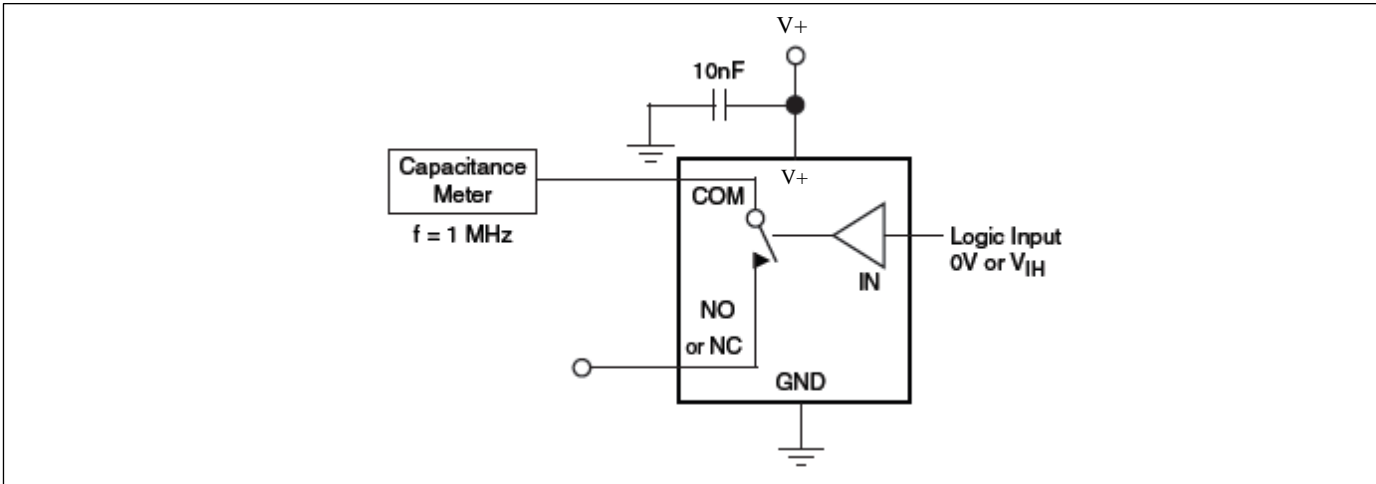 V+
10nF
Capacitance
Meter
f = 1 MHz
V+
COM
Logic Input
0V or VIH
IN
NO
or NC
GND